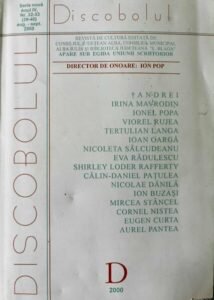 Serie nouă
Anul IV,
Nr. 32-33
(39-40)
aug. - sept.
2000
Discobolul
REVISTĂ DE CULTURĂ EDITATĂ DE
CONSILIUL JUDEȚEAN ALBA, CONSILIUL MUNICIPAL
ALBA IULIA ȘI BIBLIOTECA JUDEȚEANĂ "L. BLAGA"
APARE SUB EGIDA UNIUNII SCRIITORILOR
DIRECTOR DE ONOARE: ION POP
DISCOBOLUL
† ANDREI
IRINA MAVRODIN
IONEL POPA
VIOREL RUJEA
TERTULIAN LANGA
IOAN OARGĂ
NICOLETA SĂLCUDEANU
EVA RĂDULESCU
SHIRLEY LODER RAFFERTY
CĂLIN-DANIEL PAȚULEA
NICOLAE DĂNILĂ
ION BUZAȘI
MIRCEA STÂNCEL
CORNEL NISTEA
EUGEN CURTA
AUREL PANTEA
D
2000